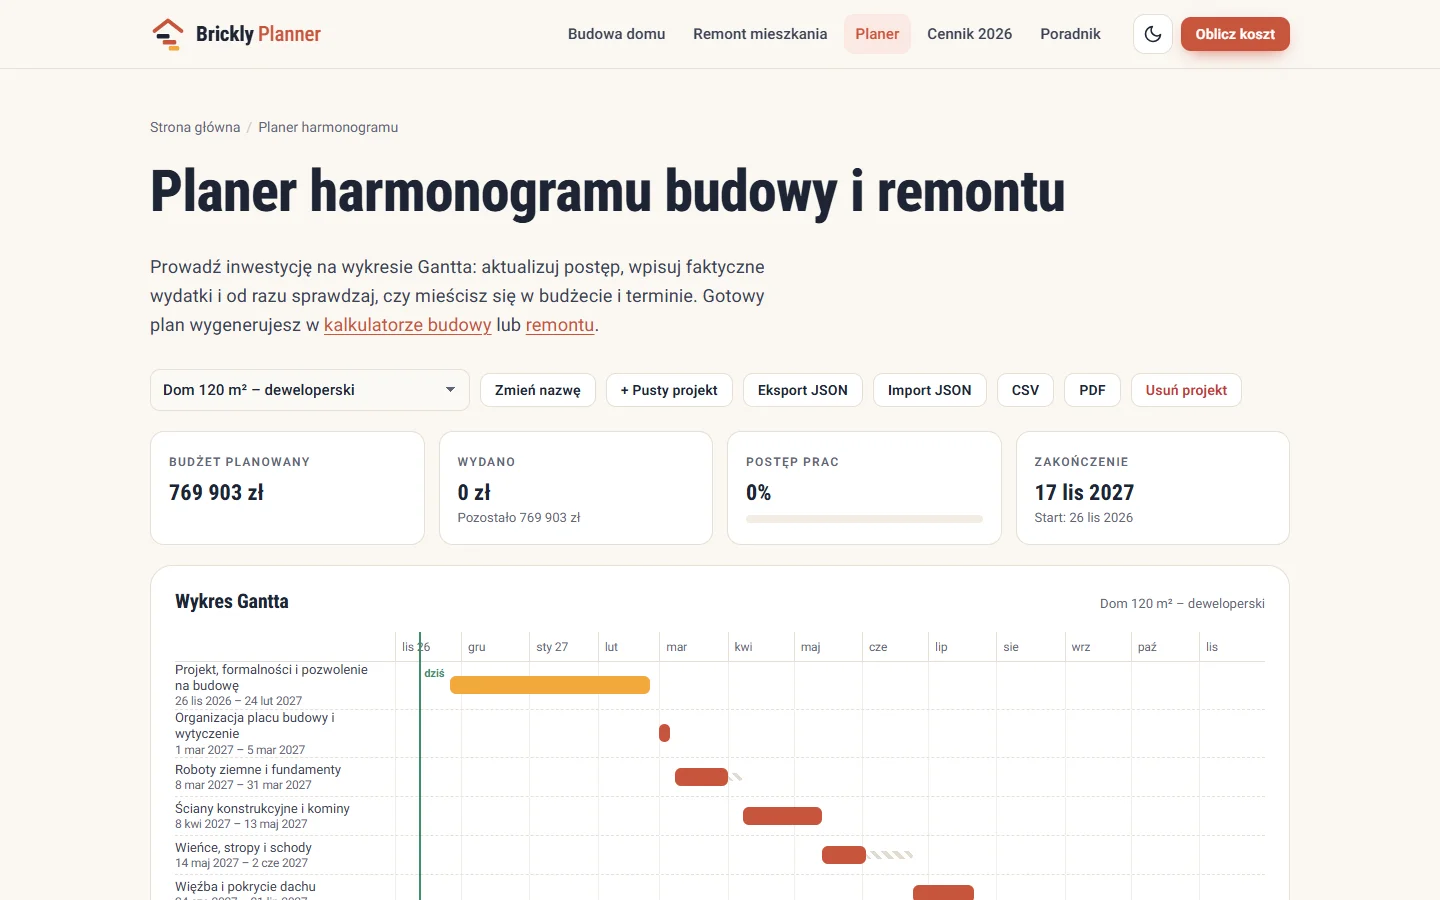 Brickly Planner
Budowa domu
Remont mieszkania
Planer
Cennik 2026
Poradnik
Oblicz koszt
Strona główna / Planer harmonogramu
Planer harmonogramu budowy i remontu
Prowadź inwestycję na wykresie Gantta: aktualizuj postęp, wpisuj faktyczne
wydatki i od razu sprawdzaj, czy mieścisz się w budżecie i terminie. Gotowy
plan wygenerujesz w kalkulatorze budowy lub remontu.
Dom 120 m² – deweloperski
Zmień nazwę
+ Pusty projekt
Eksport JSON
Import JSON
CSV
PDF
Usuń projekt
BUDŻET PLANOWANY
769 903 zł
WYDANO
0 zł
Pozostało 769 903 zł
POSTĘP PRAC
0%
ZAKOŃCZENIE
17 lis 2027
Start: 26 lis 2026
Wykres Gantta
Dom 120 m² – deweloperski
lis 26 gru sty 27 lut mar kwi maj cze lip sie wrz paź lis
dziś
Projekt, formalności i pozwolenie
na budowę
26 lis 2026 – 24 lut 2027
Organizacja placu budowy i
wytyczenie
1 mar 2027 – 5 mar 2027
Roboty ziemne i fundamenty
8 mar 2027 – 31 mar 2027
Ściany konstrukcyjne i kominy
8 kwi 2027 – 13 maj 2027
Wieńce, stropy i schody
14 maj 2027 – 2 cze 2027
Więźba i pokrycie dachu